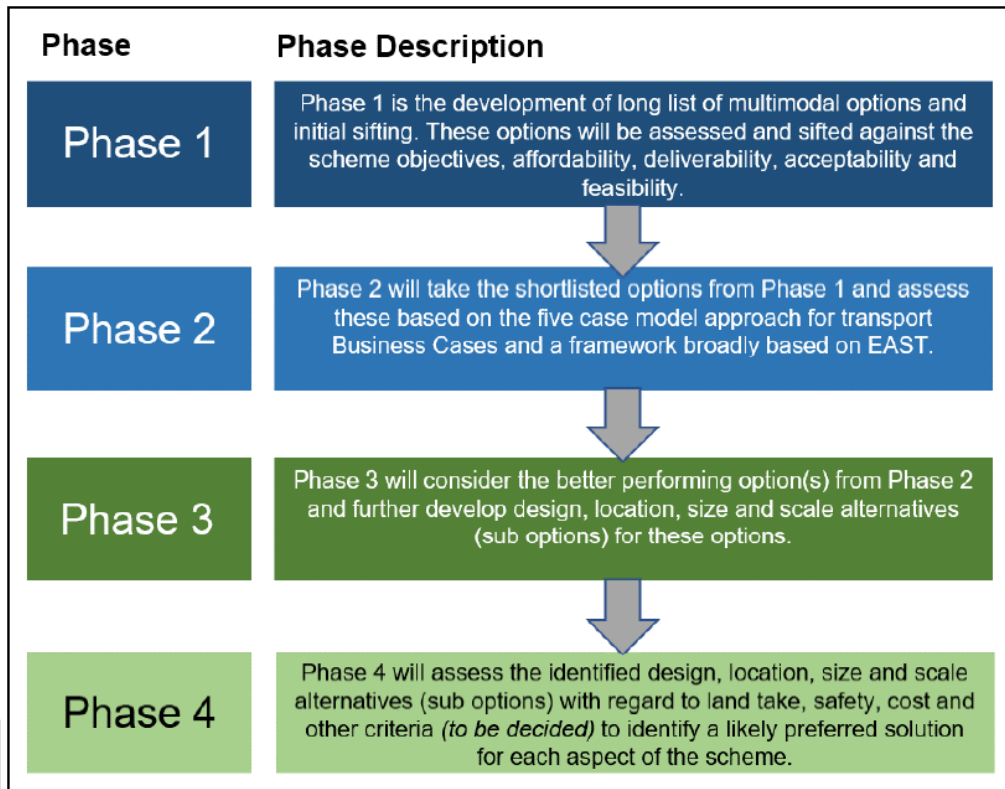 Phase
Phase Description
Phase 1
Phase 1 is the development of long list of multimodal options and
initial sifting. These options will be assessed and sifted against the
scheme objectives, affordability, deliverability, acceptability and
feasibility.
Phase 2
Phase 2 will take the shortlisted options from Phase 1 and assess
these based on the five case model approach for transport
Business Cases and a framework broadly based on EAST.
Phase 3
Phase 3 will consider the better performing option(s) from Phase 2
and further develop design, location, size and scale alternatives
(sub options) for these options.
Phase 4
Phase 4 will assess the identified design, location, size and scale
alternatives (sub options) with regard to land take, safety, cost and
other criteria (to be decided) to identify a likely preferred solution
for each aspect of the scheme.